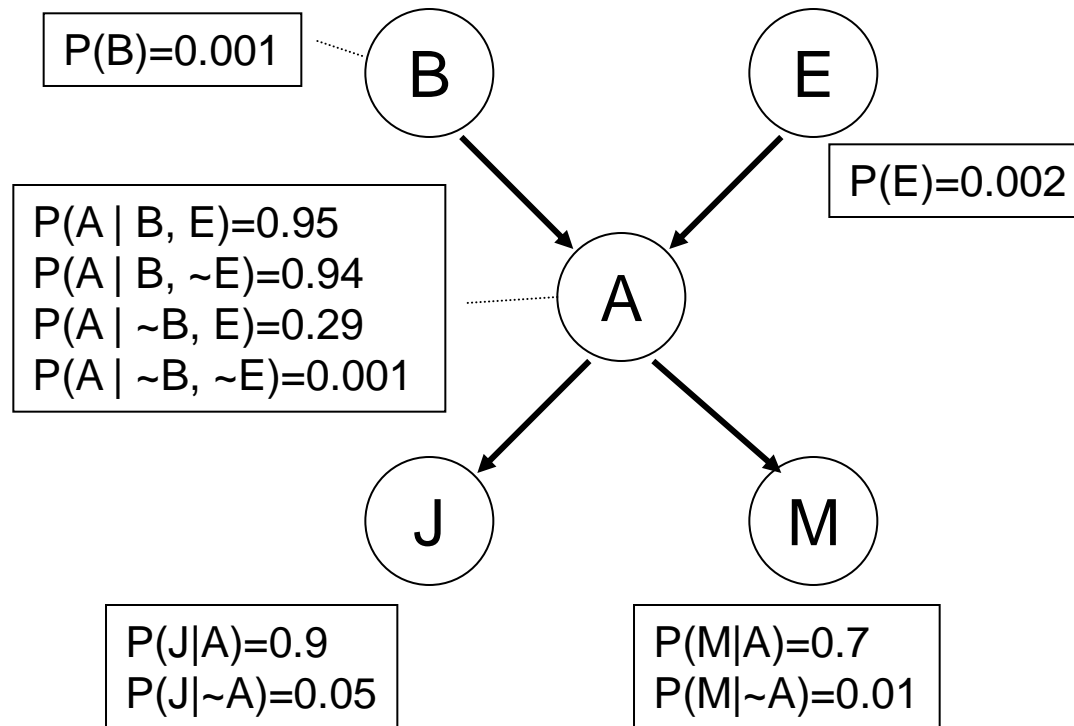 P(B)=0.001
B
E
P(E)=0.002
P(A | B, E)=0.95
P(A | B, ~E)=0.94
P(A | ~B, E)=0.29
P(A | ~B, ~E)=0.001
A
J
M
P(J|A)=0.9
P(J|~A)=0.05
P(M|A)=0.7
P(M|~A)=0.01